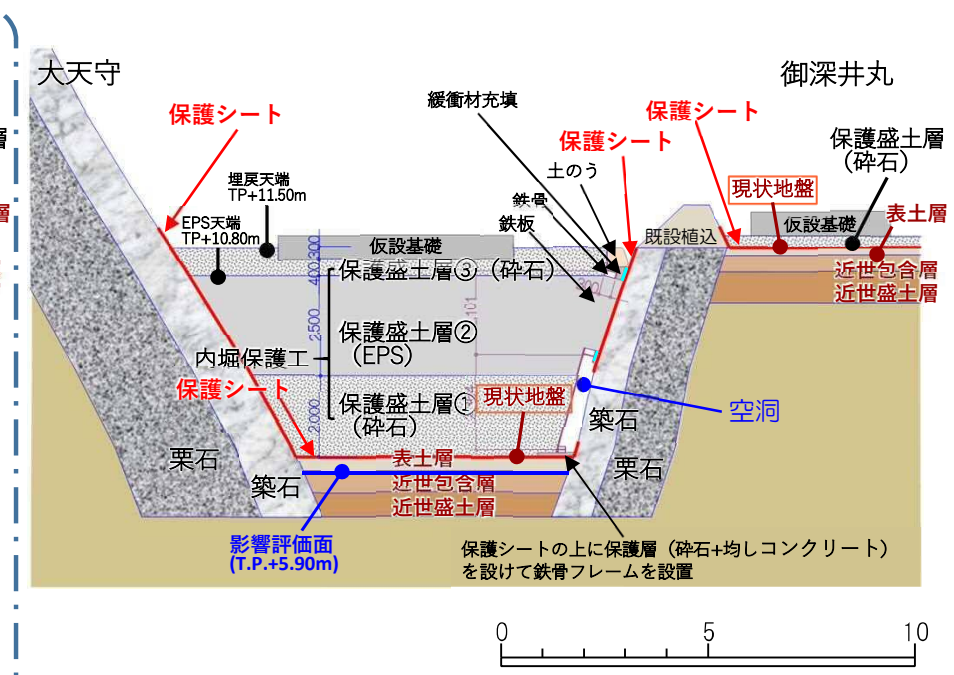 大天守
御深井丸
層
層
保護シート
緩衝材充填
保護シート
保護シート
保護盛土層
（砕石）
埋戻天端
TP+11.50m
土のう
現状地盤
鉄骨
表土層
EPS天端
TP+10.80m
鉄板
仮設基礎
既設植込
仮設基礎
300
400
保護盛土層③（砕石）
近世包含層
近世盛土層
2,500
保護盛土層②
（EPS）
内堀保護工
保護シート
現状地盤
保護盛土層①
（砕石）
2,000
空洞
築石
表土層
栗石
栗石
築石
近世包含層
近世盛土層
影響評価面
(T.P.+5.90m)
保護シートの上に保護層（砕石+均しコンクリート）
を設けて鉄骨フレームを設置
0 5 10